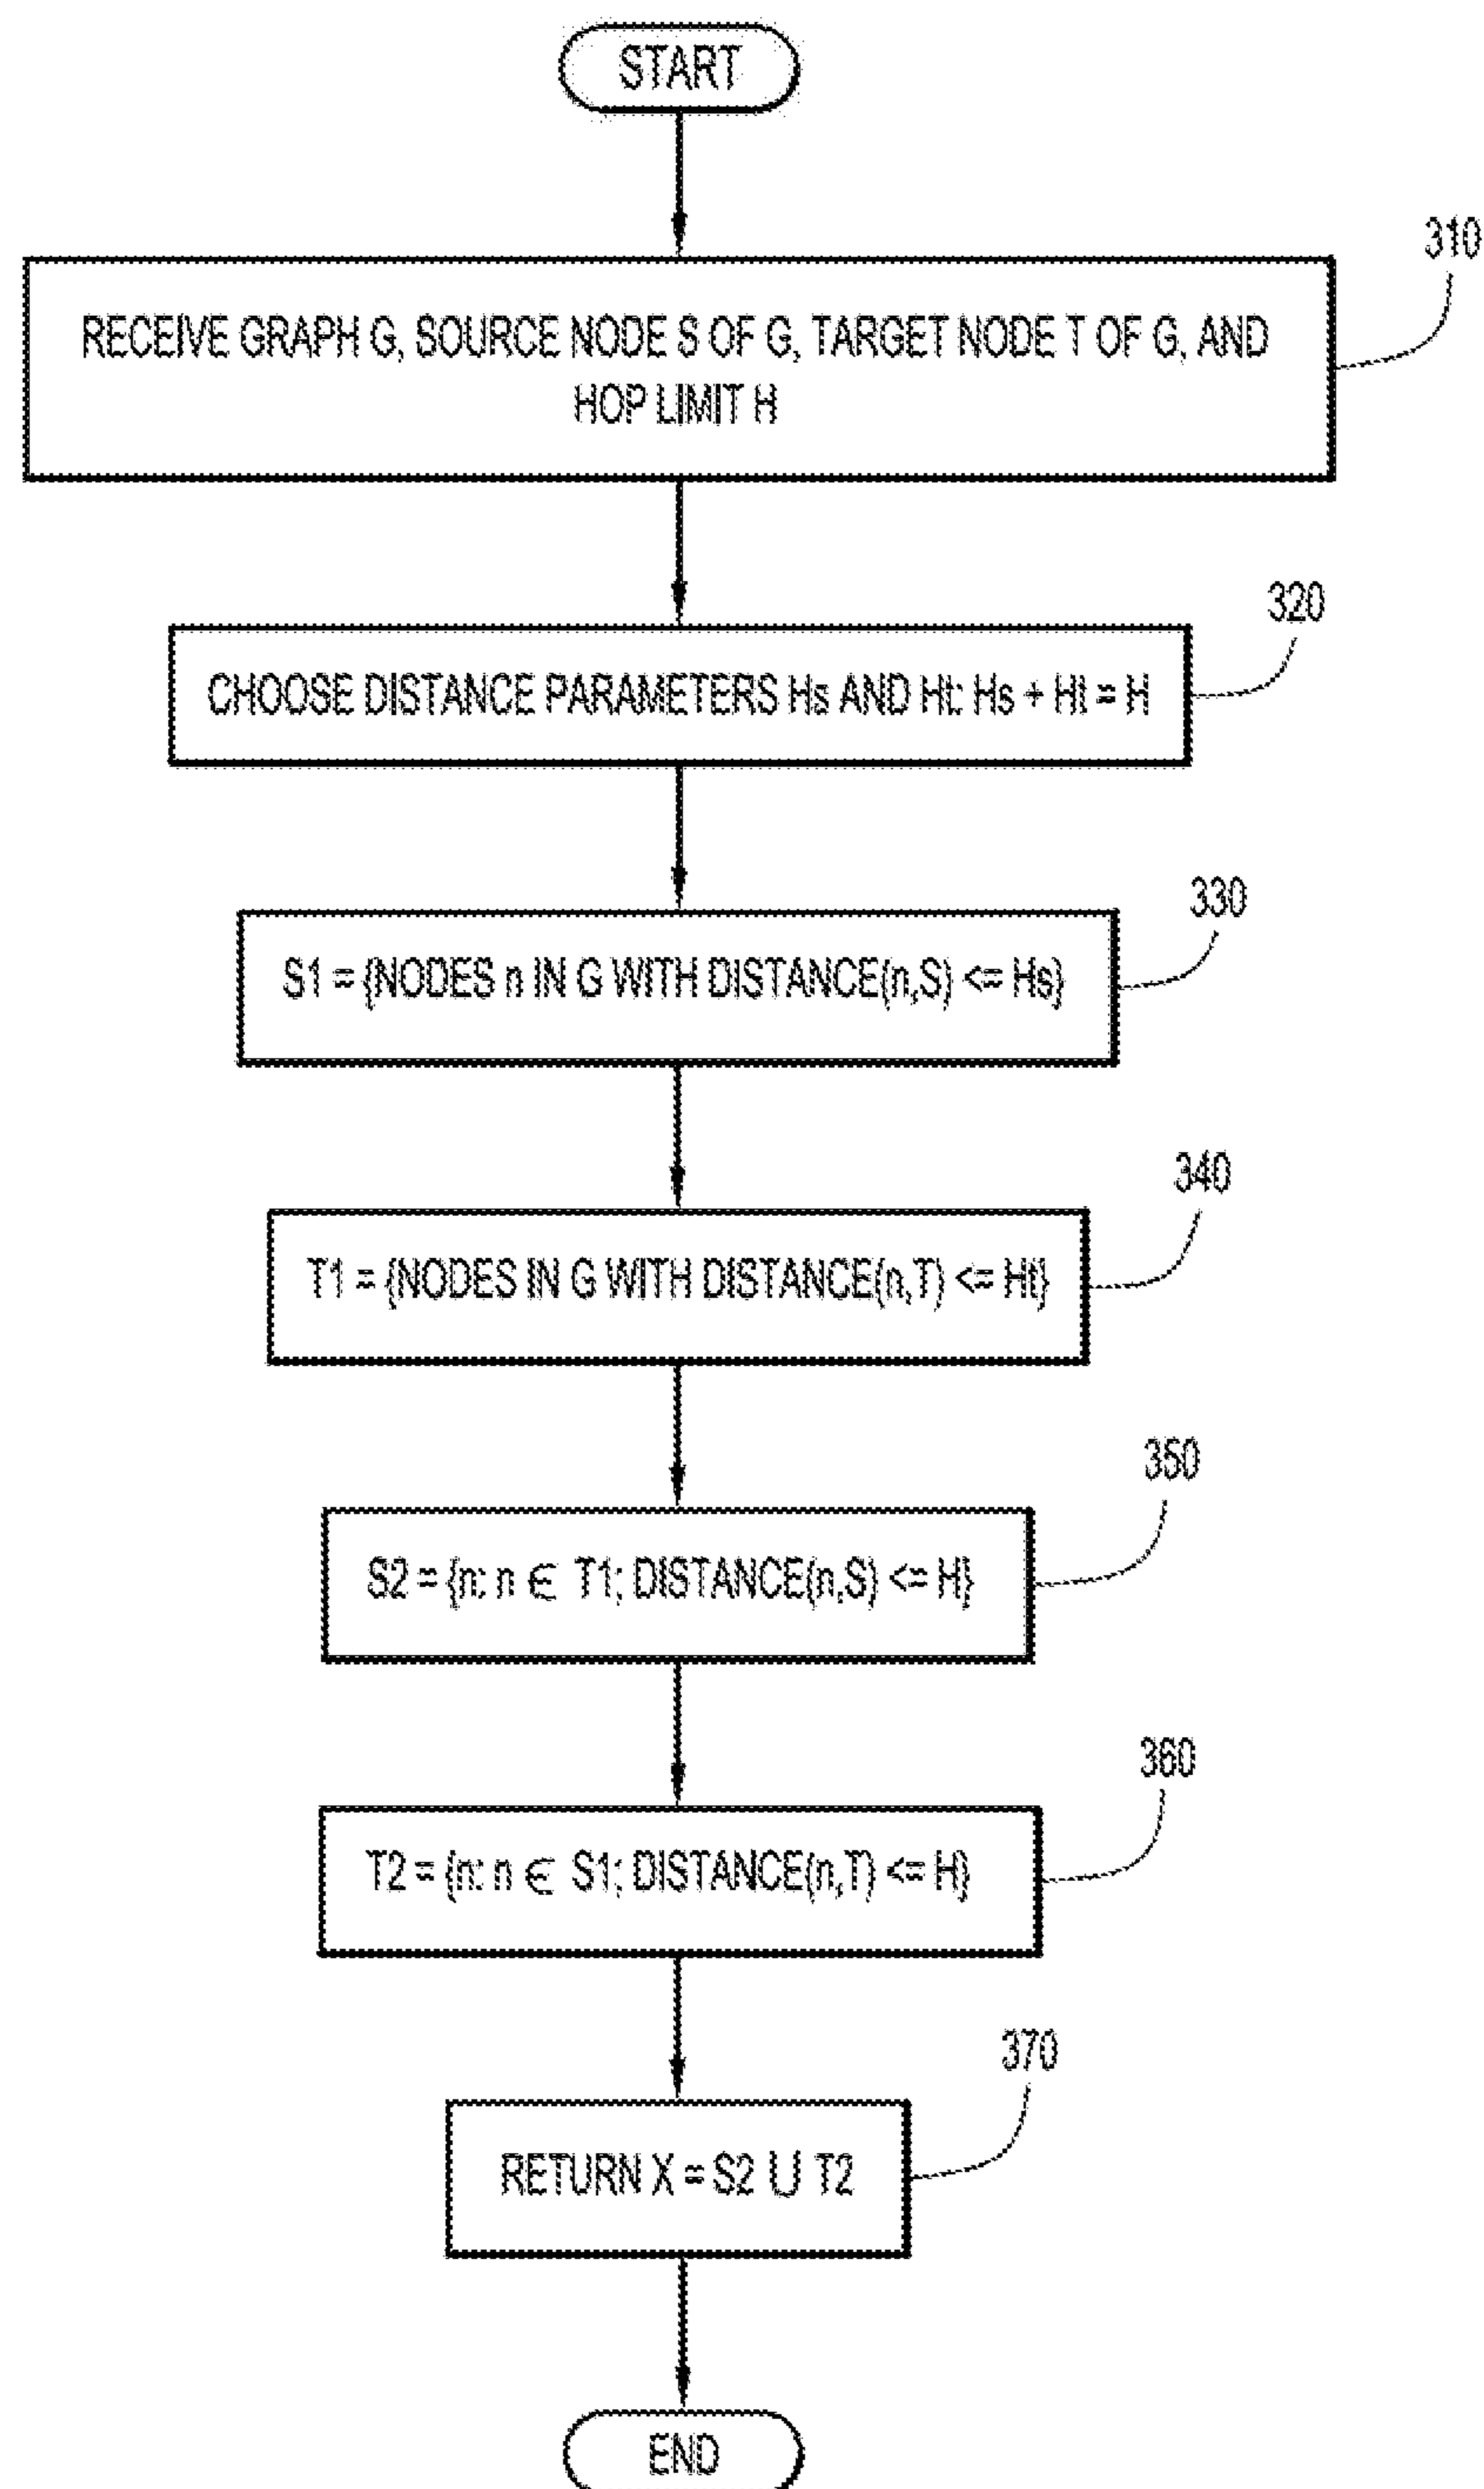 START
310
RECEIVE GRAPH G, SOURCE NODE S OF G, TARGET NODE T OF G, AND
HOP LIMIT H
320
CHOOSE DISTANCE PARAMETERS Hs AND Ht: Hs + Ht = H
330
S1 = {NODES n IN G WITH DISTANCE(n,S) <= Hs}
340
T1 = {NODES IN G WITH DISTANCE(n,T) <= Ht}
350
S2 = {n: n ∈ T1; DISTANCE(n,S) <= H}
360
T2 = {n: n ∈ S1; DISTANCE(n,T) <= H}
370
RETURN X = S2 ∪ T2
END